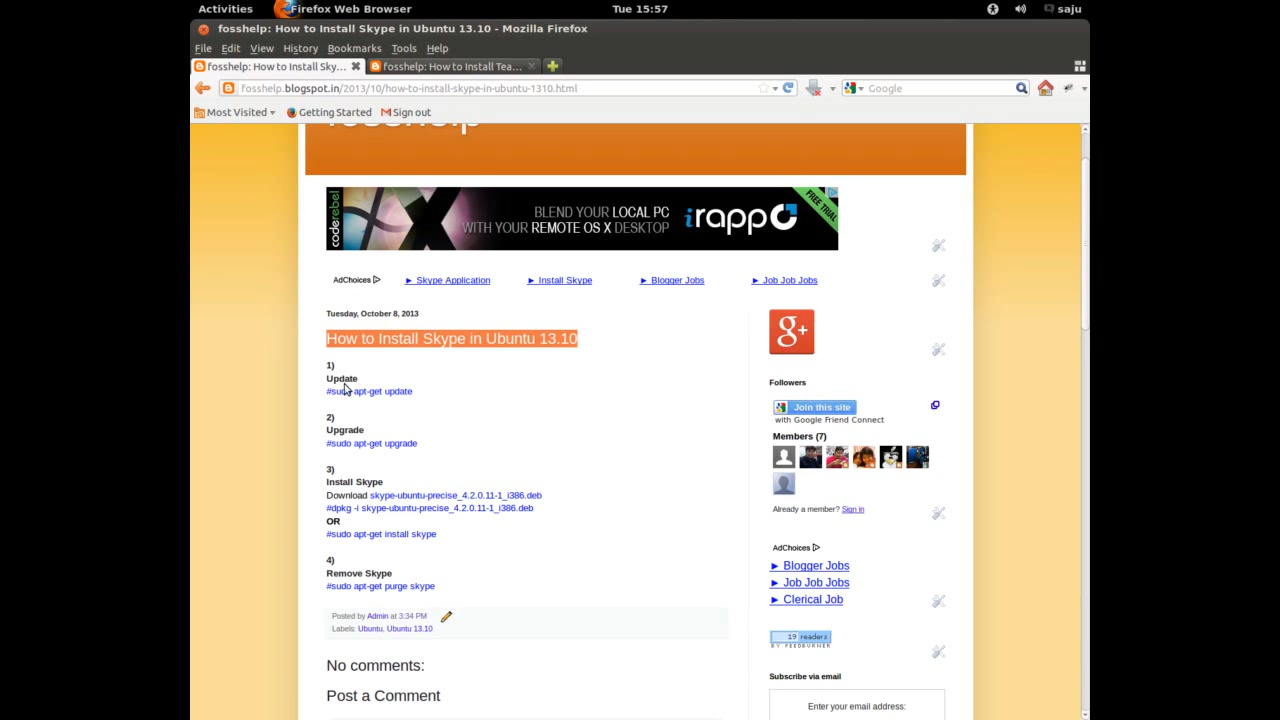 Activities Firefox Web Browser Tue 15:57 saju
fosshelp: How to Install Skype in Ubuntu 13.10 - Mozilla Firefox
File Edit View History Bookmarks Tools Help
fosshelp: How to Install Sky... fosshelp: How to Install Tea...
fosshelp.blogspot.in/2013/10/how-to-install-skype-in-ubuntu-1310.html Google
Most Visited Getting Started Sign out
fosshelp
coderebel
BLEND YOUR LOCAL PC
WITH YOUR REMOTE OS X DESKTOP
irapp
FREE TRIAL
AdChoices ► Skype Application ► Install Skype ► Blogger Jobs ► Job Job Jobs
Tuesday, October 8, 2013
How to Install Skype in Ubuntu 13.10
1)
Update
#sudo apt-get update
2)
Upgrade
#sudo apt-get upgrade
3)
Install Skype
Download skype-ubuntu-precise_4.2.0.11-1_i386.deb
#dpkg -i skype-ubuntu-precise_4.2.0.11-1_i386.deb
OR
#sudo apt-get install skype
4)
Remove Skype
#sudo apt-get purge skype
Posted by Admin at 3:34 PM
Labels: Ubuntu, Ubuntu 13.10
No comments:
Post a Comment
g+
Followers
Join this site
with Google Friend Connect
Members (7)
Already a member? Sign in
AdChoices
► Blogger Jobs
► Job Job Jobs
► Clerical Job
19 readers
BY FEEDBURNER
Subscribe via email
Enter your email address: